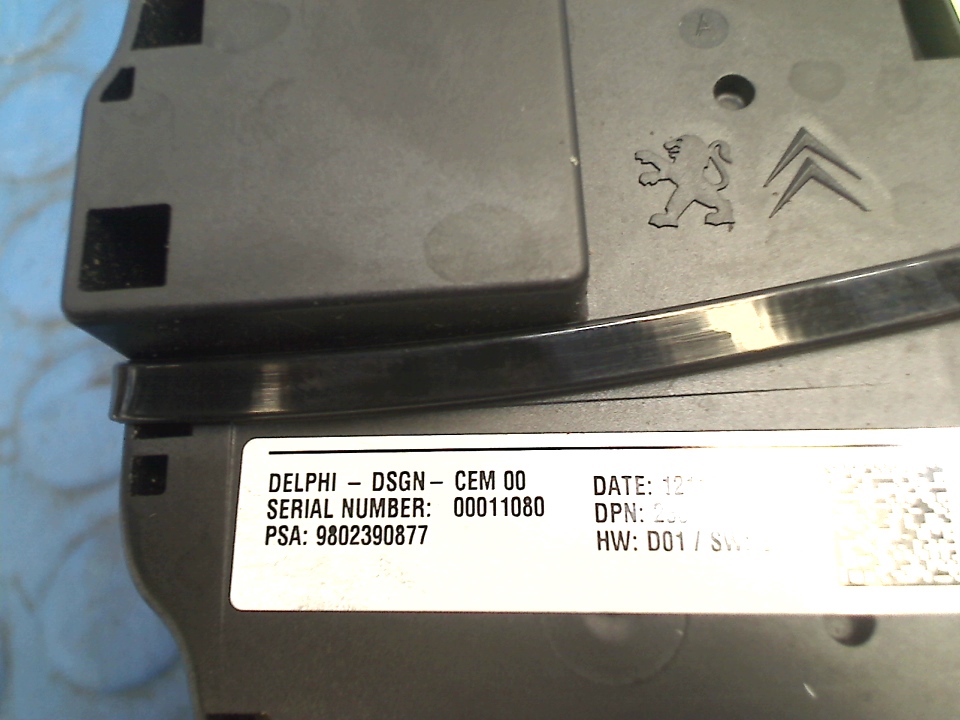 A
DELPHI – DSGN – CEM 00
SERIAL NUMBER: 00011080
PSA: 9802390877
DATE:
DPN:
HW: D01 /